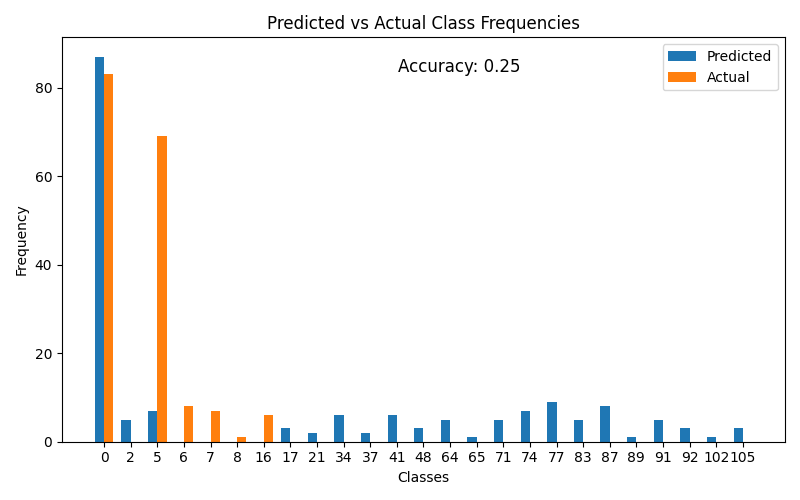 Predicted vs Actual Class Frequencies
Accuracy: 0.25
Predicted
Actual
Frequency
80
60
40
20
0
0 2 5 6 7 8 16 17 21 34 37 41 48 64 65 71 74 77 83 87 89 91 92 102 105
Classes